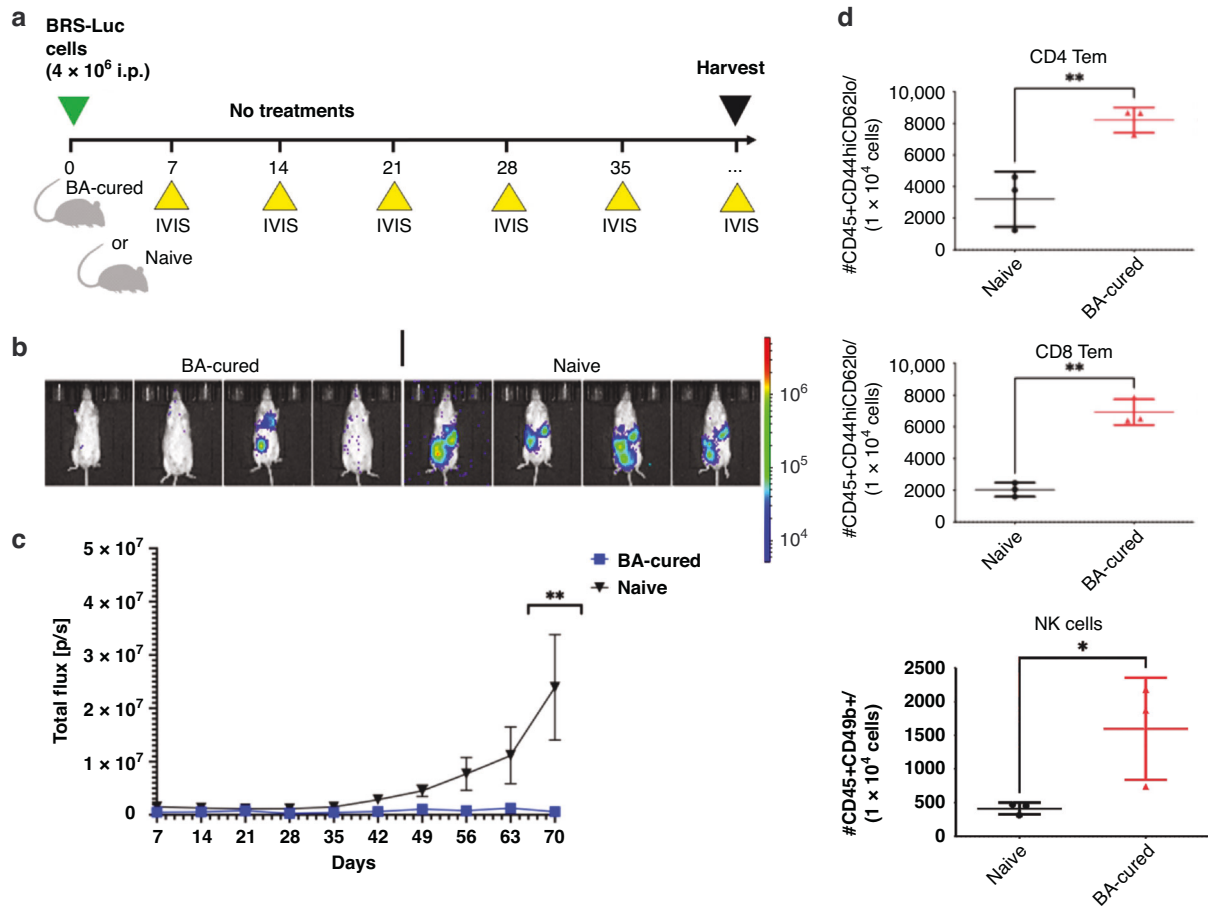 a
BRS-Luc
cells
(4 × 10⁶ i.p.)
Harvest
No treatments
0 7 14 21 28 35 ...
BA-cured
IVIS IVIS IVIS IVIS IVIS IVIS
or
Naive
b
BA-cured
Naive
10⁶
10⁵
10⁴
c
5 × 10⁷
4 × 10⁷
3 × 10⁷
2 × 10⁷
1 × 10⁷
0
Total flux [p/s]
7 14 21 28 35 42 49 56 63 70
Days
BA-cured
Naive
**
d
CD4 Tem
**
10,000
8000
6000
4000
2000
0
#CD45+CD44hiCD62lo/
(1 × 10⁴ cells)
Naive
BA-cured
CD8 Tem
**
10,000
8000
6000
4000
2000
0
#CD45+CD44hiCD62lo/
(1 × 10⁴ cells)
Naive
BA-cured
NK cells
*
2500
2000
1500
1000
500
0
#CD45+CD49b+/
(1 × 10⁴ cells)
Naive
BA-cured